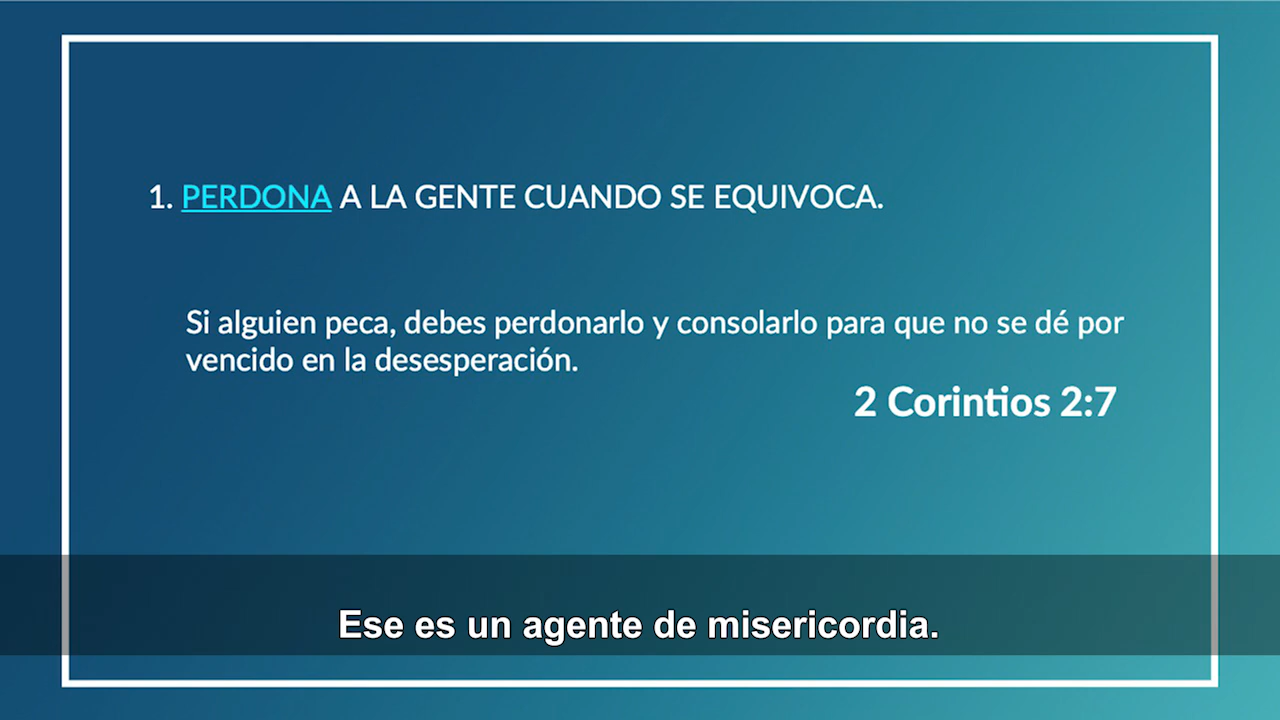 1. PERDONA A LA GENTE CUANDO SE EQUIVOCA.
Si alguien peca, debes perdonarlo y consolarlo para que no se dé por
vencido en la desesperación.
2 Corintios 2:7
Ese es un agente de misericordia.